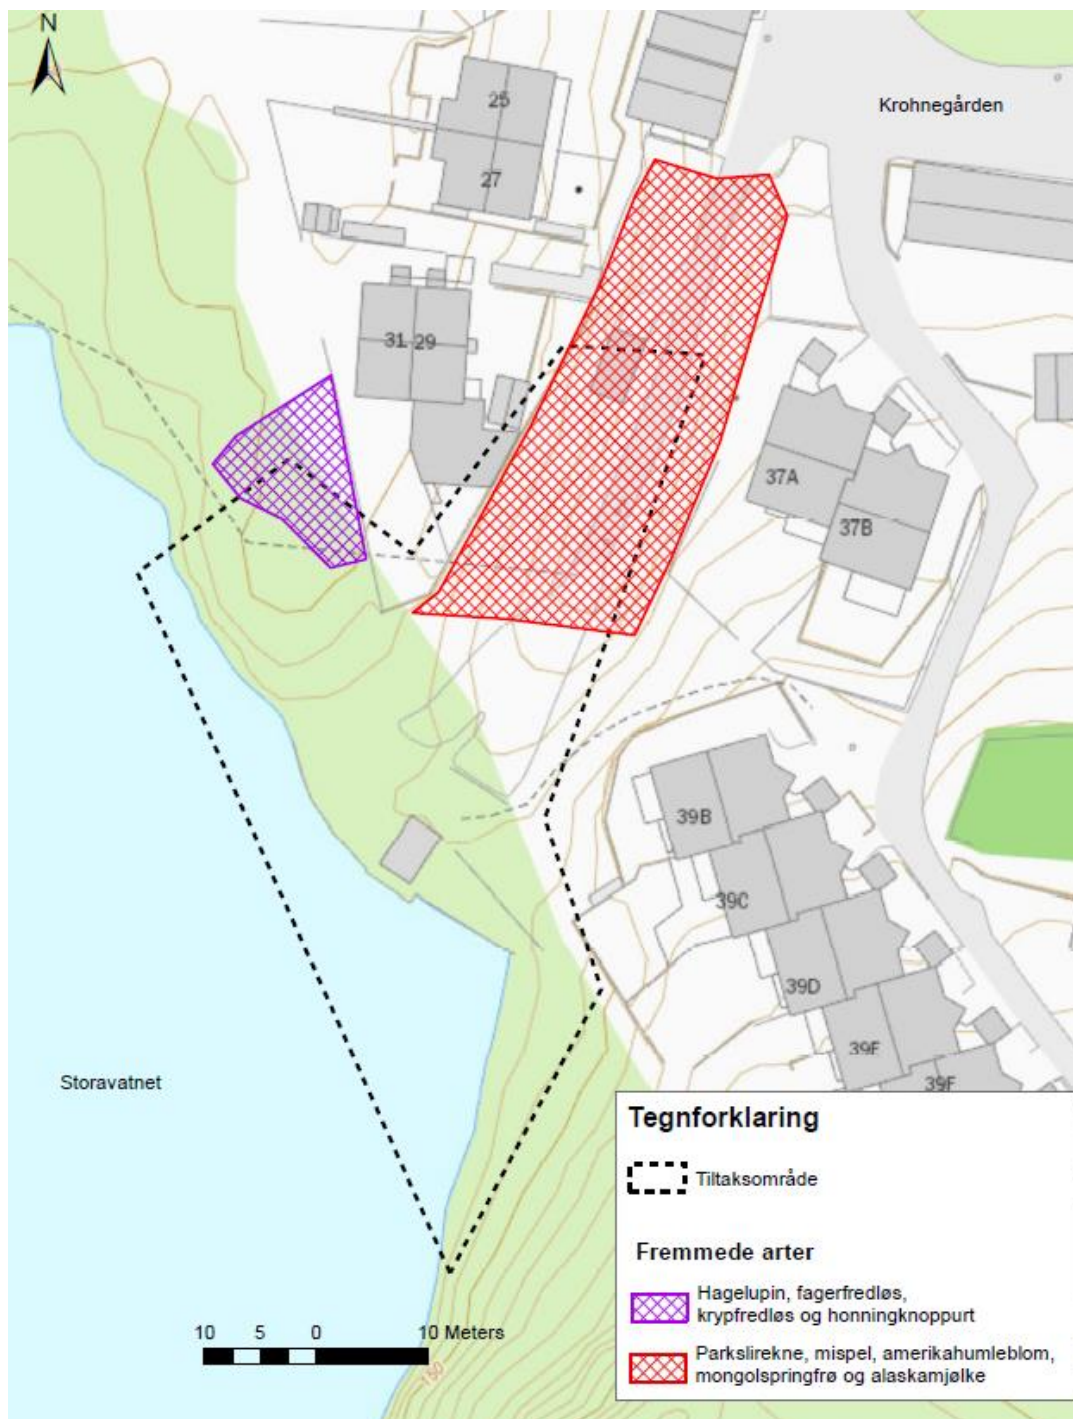 N
Krohnegården
25
27
31 29
37A
37B
39B
39C
39D
39E
39F
Storavatnet
10 5 0 10 Meters
150
Tegnforklaring
Tiltaksområde
Fremmede arter
Hagelupin, fagerfredløs,
krypfredløs og honningknoppurt
Parkslirekne, mispel, amerikahumleblom,
mongolspringfrø og alaskamjølke